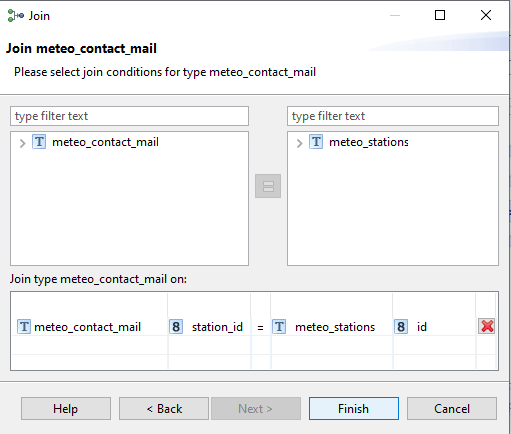 Join
Join meteo_contact_mail
Please select join conditions for type meteo_contact_mail
type filter text
type filter text
T meteo_contact_mail
T meteo_stations
=
Join type meteo_contact_mail on:
T meteo_contact_mail 8 station_id = T meteo_stations 8 id
Help < Back Next > Finish Cancel